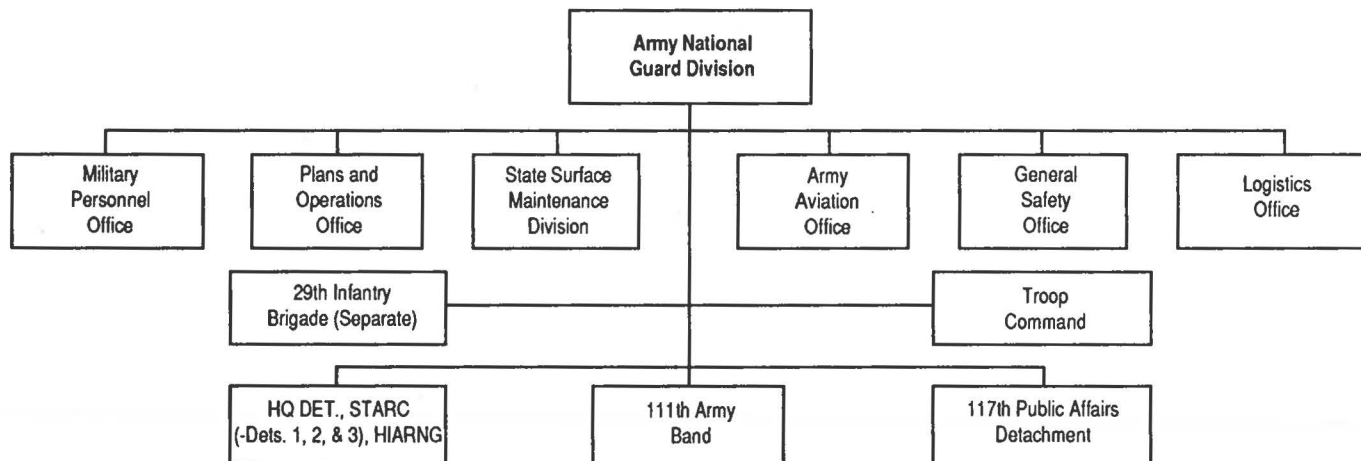 Army National
Guard Division
Military
Personnel
Office
Plans and
Operations
Office
State Surface
Maintenance
Division
Army
Aviation
Office
General
Safety
Office
Logistics
Office
29th Infantry
Brigade (Separate)
Troop
Command
HQ DET., STARC
(-Dets. 1, 2, & 3), HIARNG
111th Army
Band
117th Public Affairs
Detachment